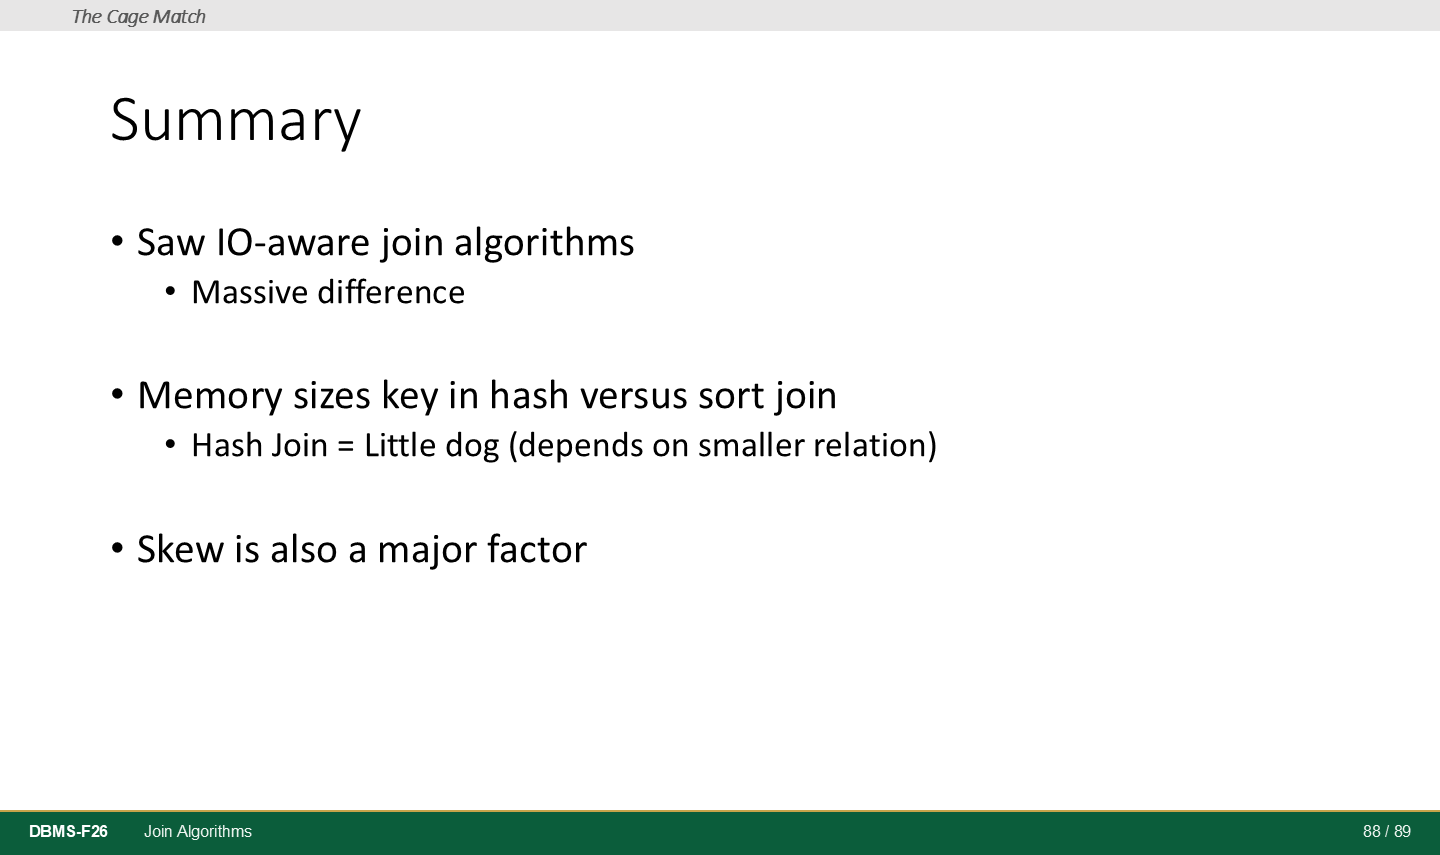 The Cage Match
Summary
• Saw IO-aware join algorithms
• Massive difference
• Memory sizes key in hash versus sort join
• Hash Join = Little dog (depends on smaller relation)
• Skew is also a major factor
DBMS-F26 Join Algorithms 88 / 89